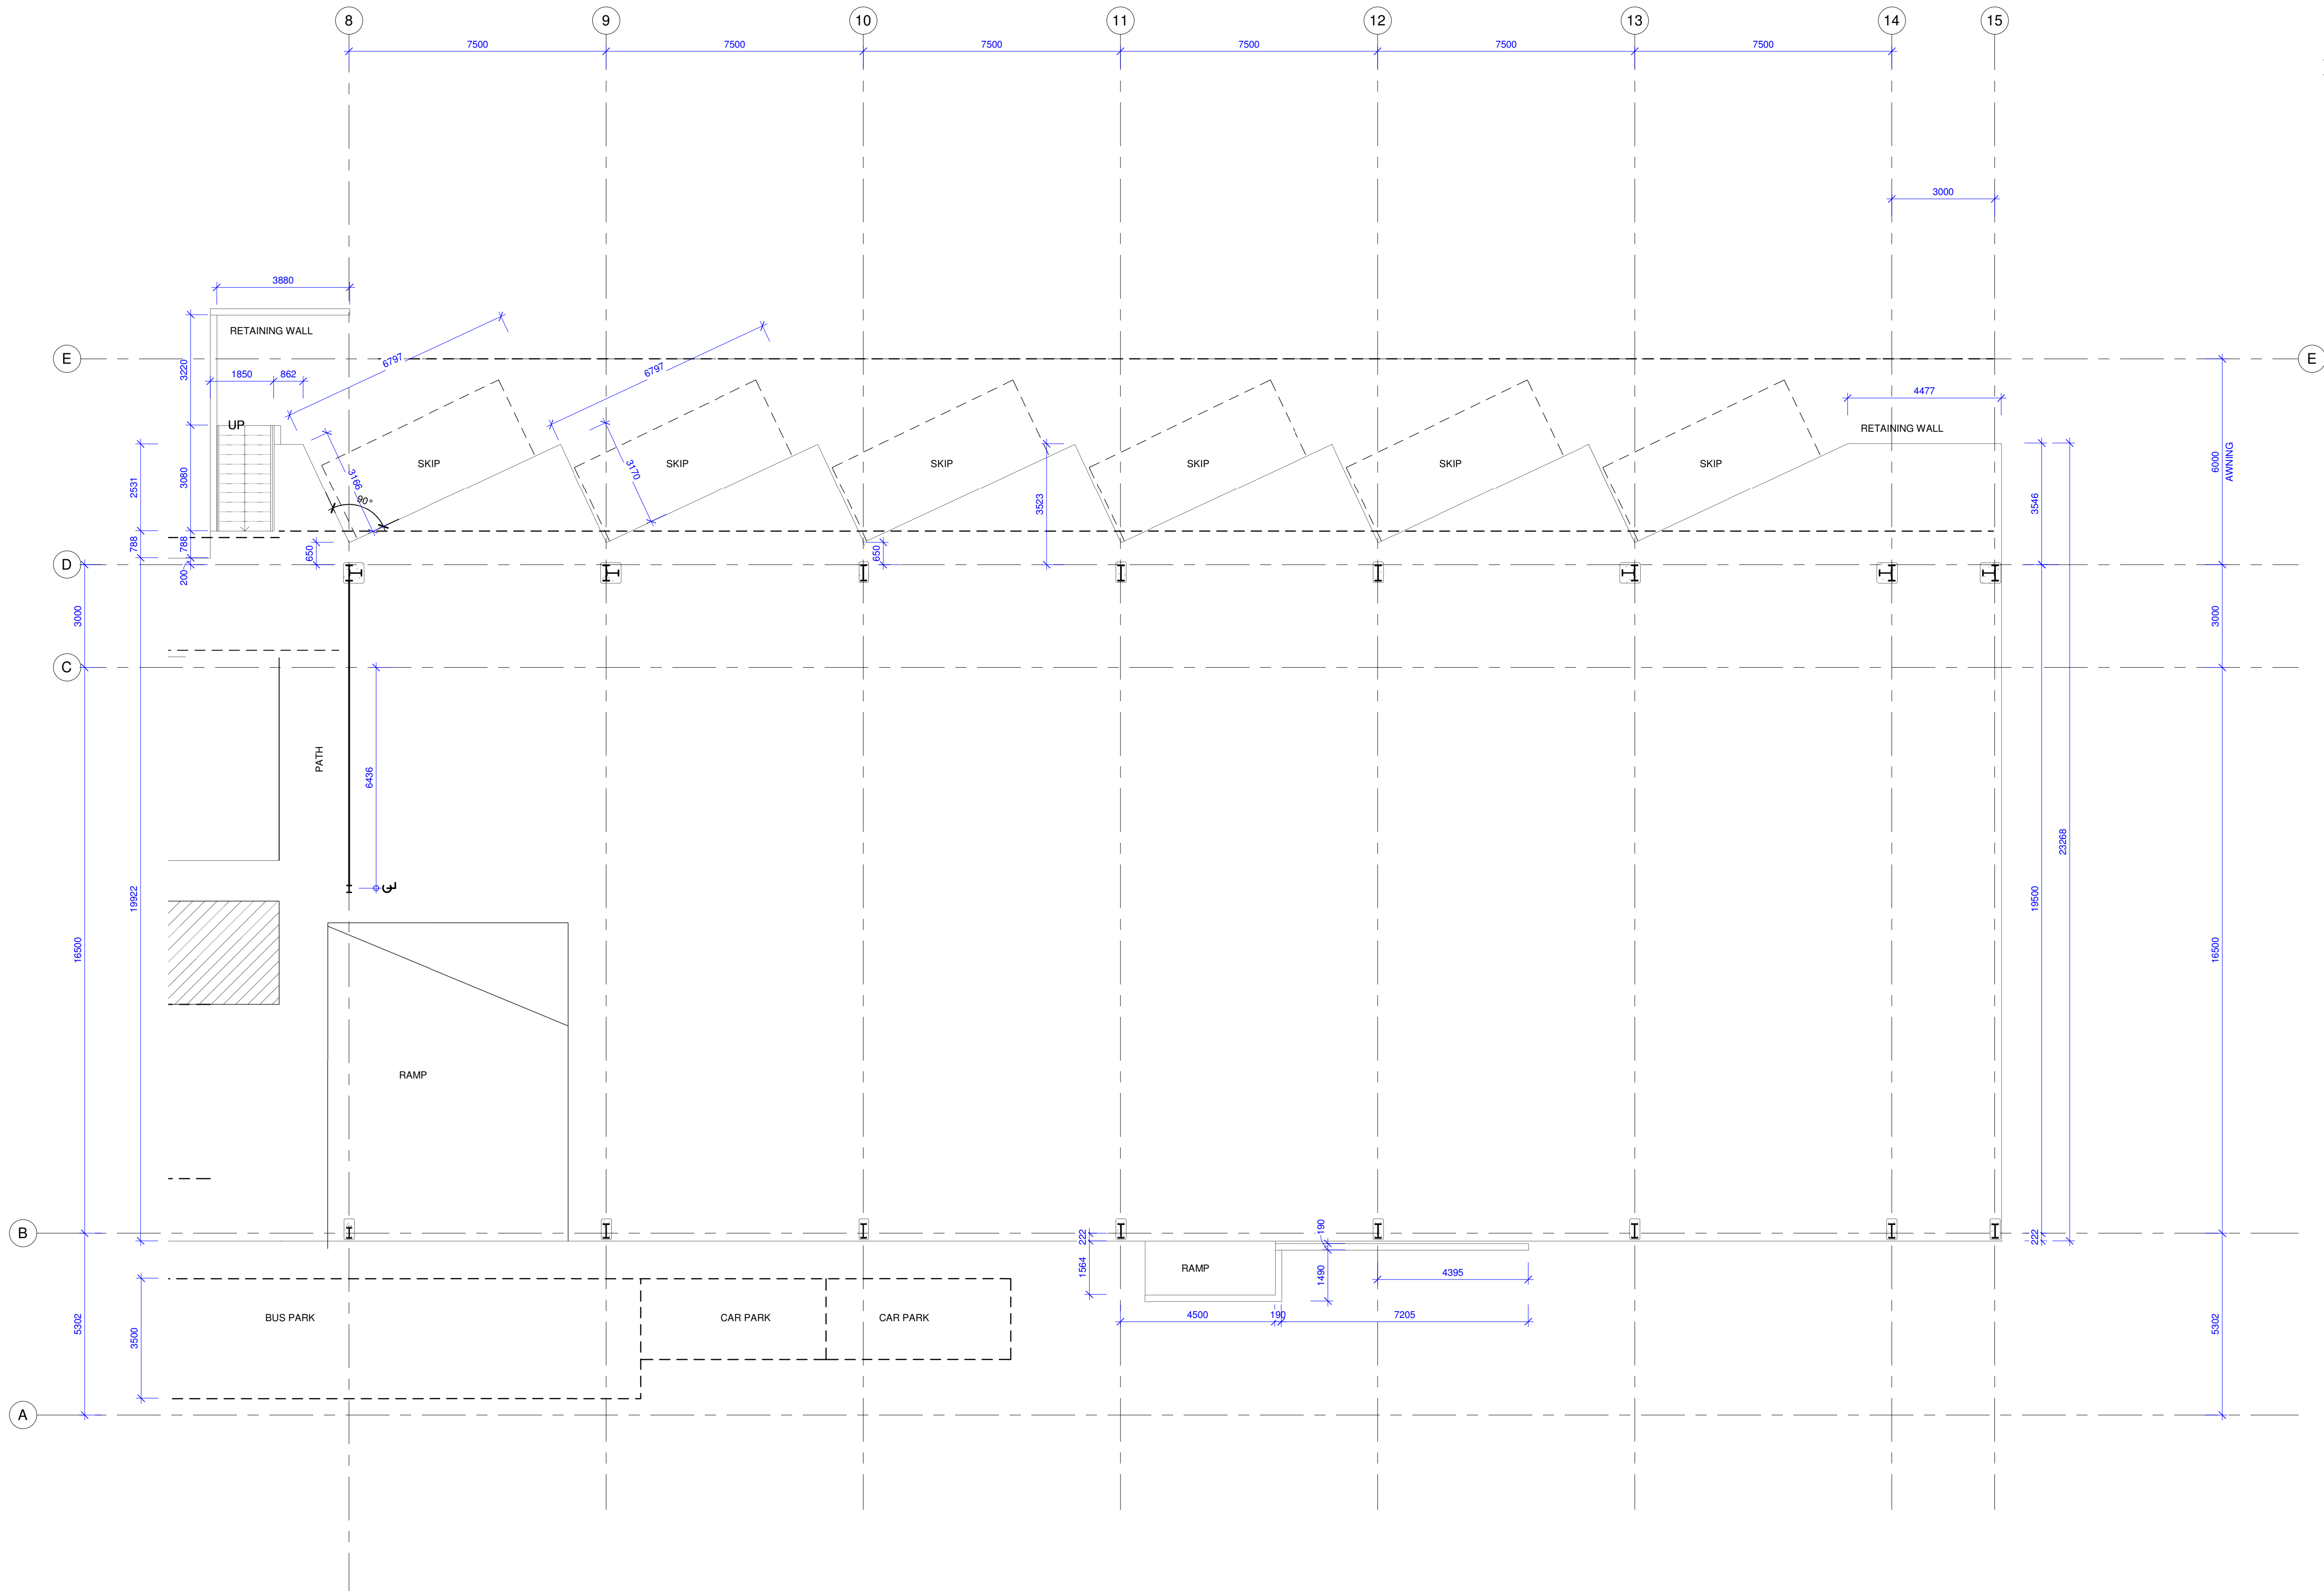 8
9
10
11
12
13
14
15
7500
7500
7500
7500
7500
7500
3000
3880
RETAINING WALL
E
E
6797
6797
3220
1850
862
4477
UP
RETAINING WALL
SKIP
SKIP
SKIP
SKIP
SKIP
SKIP
6000
AWNING
2531
3080
3166
90°
3170
3523
3546
788
788
650
650
D
200
3000
3000
C
PATH
6436
23268
19922
19500
16500
16500
RAMP
B
222
190
222
1564
RAMP
1490
4395
BUS PARK
CAR PARK
CAR PARK
4500
190
7205
5302
3500
5302
A